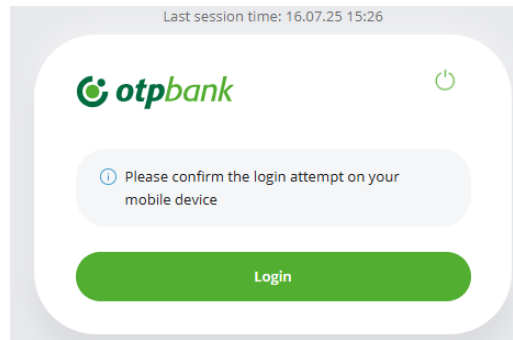 Last session time: 16.07.25 15:26
otpbank
Please confirm the login attempt on your
mobile device
Login